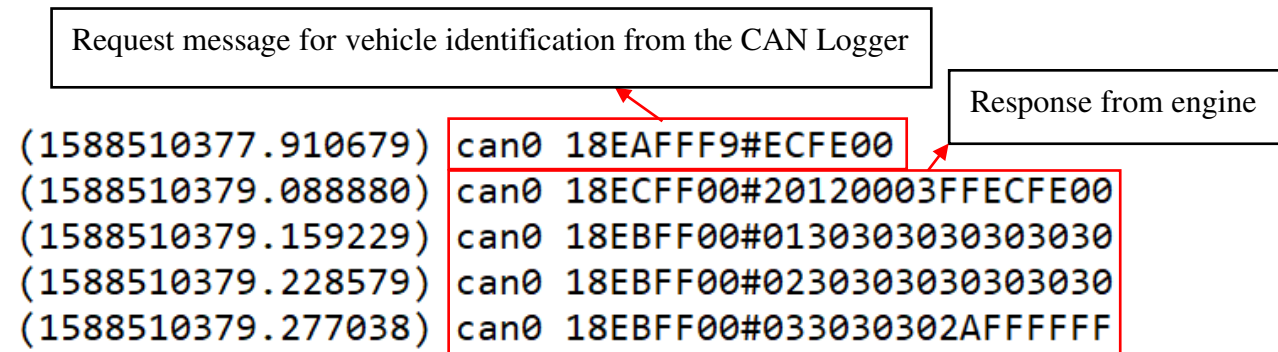 Request message for vehicle identification from the CAN Logger
Response from engine
(1588510377.910679) can0 18EAFFF9#ECFE00
(1588510379.088880) can0 18ECFF00#20120003FFECFE00
(1588510379.159229) can0 18EBFF00#0130303030303030
(1588510379.228579) can0 18EBFF00#0230303030303030
(1588510379.277038) can0 18EBFF00#033030302AFFFFFF